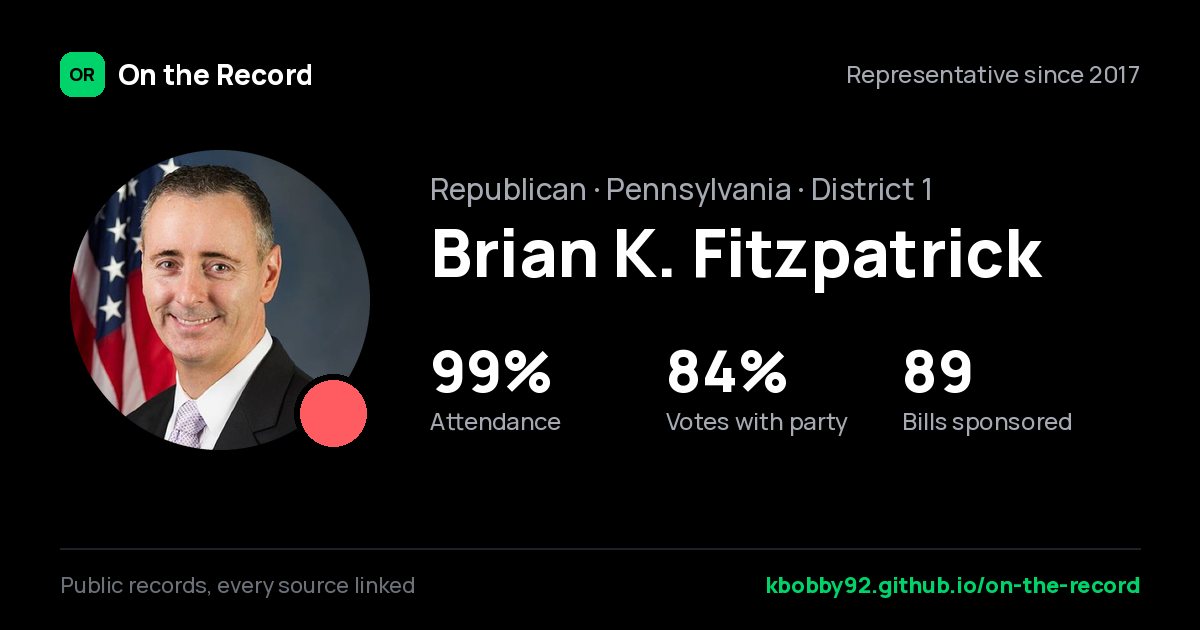 OR On the Record
Representative since 2017
Republican · Pennsylvania · District 1
Brian K. Fitzpatrick
99% 84% 89
Attendance Votes with party Bills sponsored
Public records, every source linked
kbobby92.github.io/on-the-record